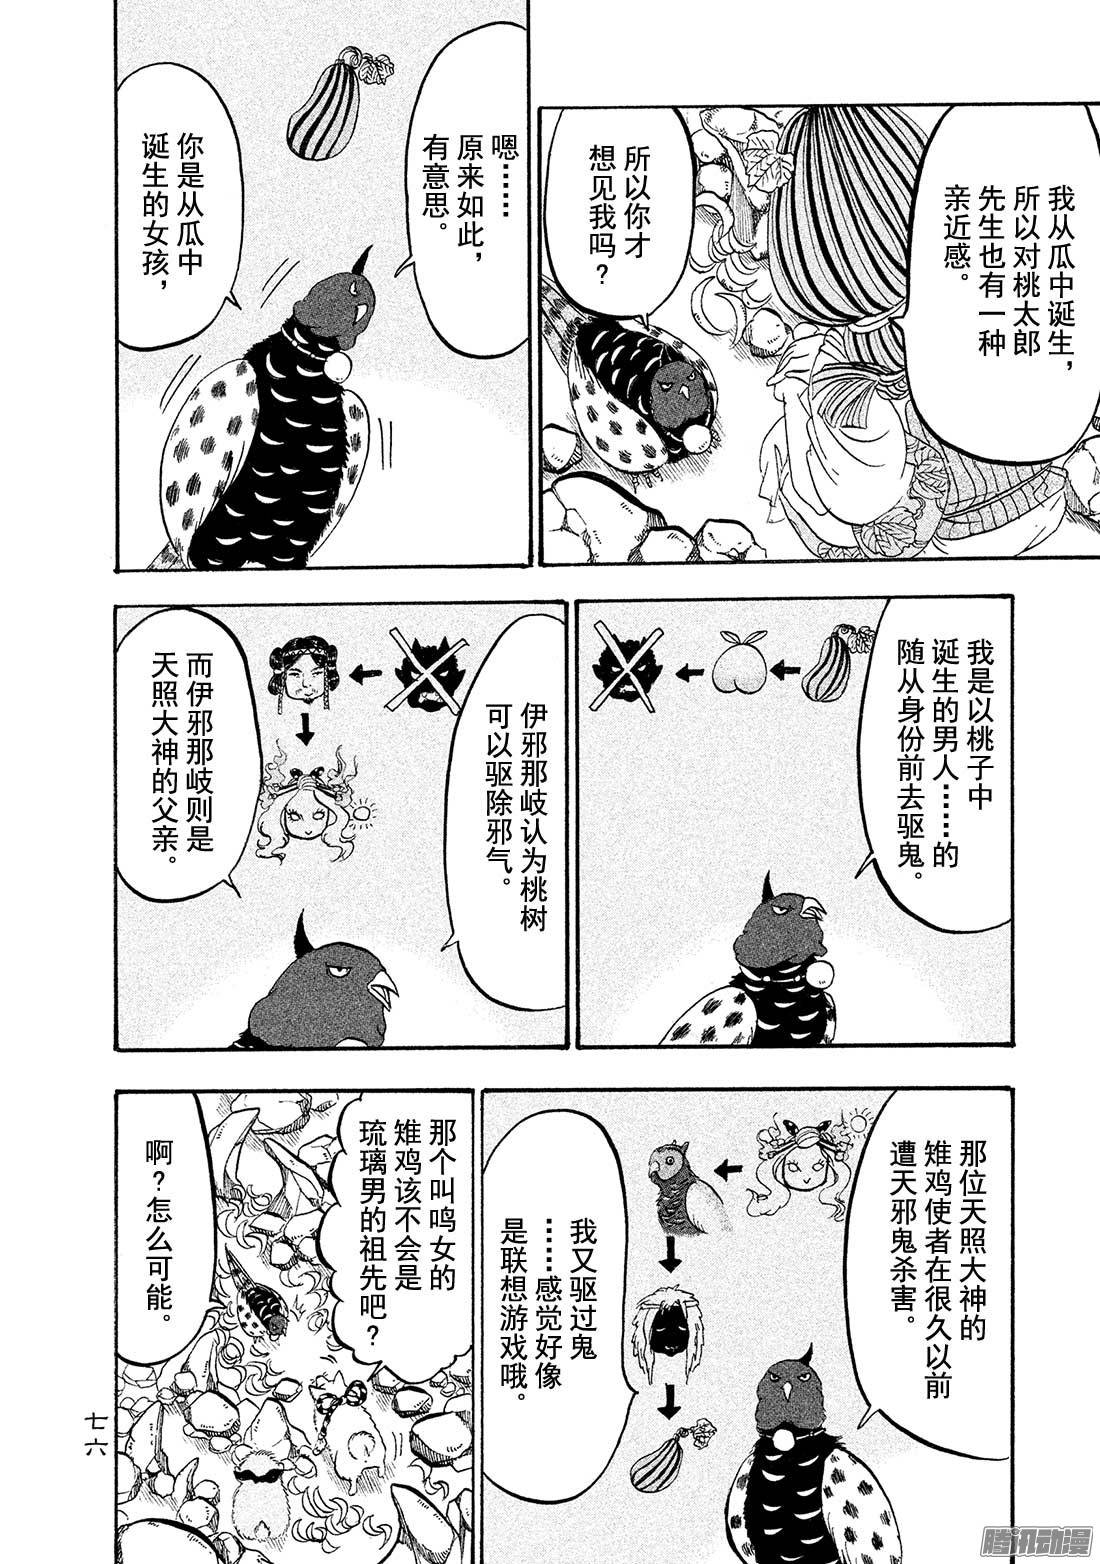 我从瓜中诞生，
所以对桃太郎
先生也有一种
亲近感。
所以你才
想见我吗？
嗯……
原来如此，
有意思。
你是从瓜中
诞生的女孩，
我是以桃子中
诞生的男人……的
随从身份前去驱鬼。
伊邪那岐认为桃树
可以驱除邪气。
而伊邪那岐则是
天照大神的父亲。
那位天照大神的
雉鸡使者在很久以前
遭天邪鬼杀害。
我又驱过鬼
……感觉好像
是联想游戏哦。
那个叫鸣女的
雉鸡该不会是
琉璃男的祖先吧？
啊？怎么可能。
七六
腾讯动漫